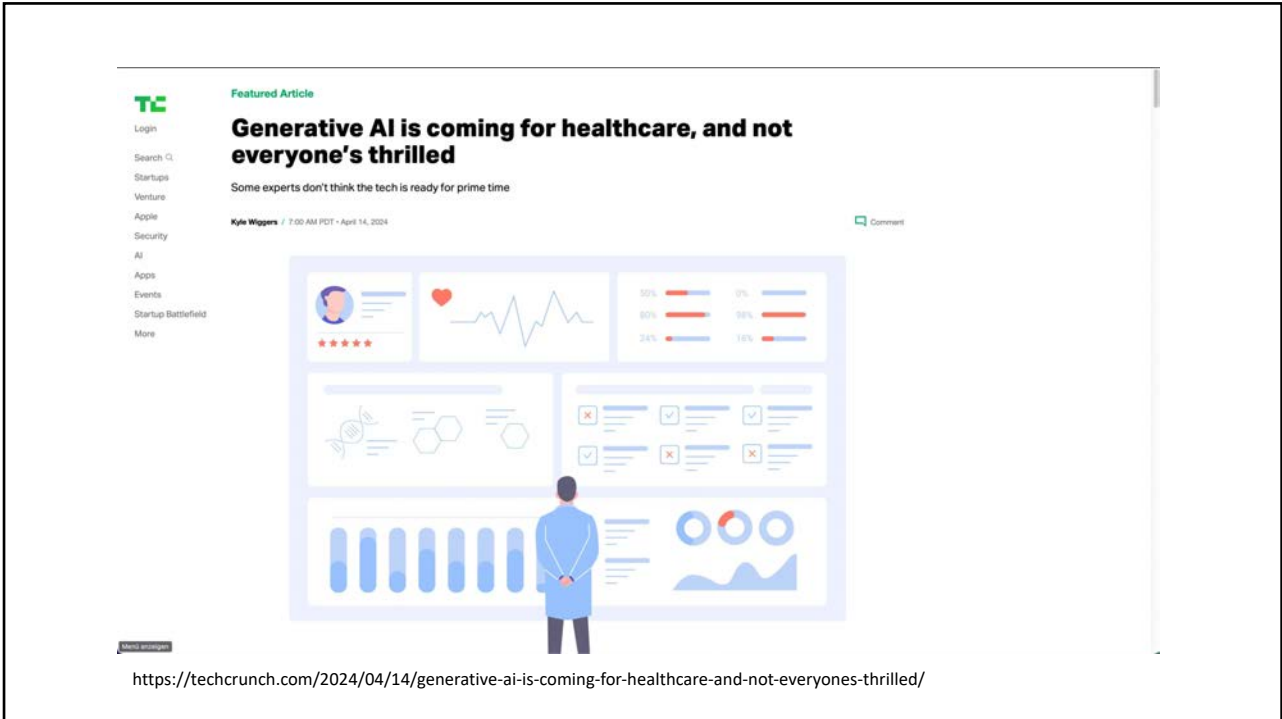 TC
Login
Search
Startups
Venture
Apple
Security
AI
Apps
Events
Startup Battlefield
More
Featured Article
Generative AI is coming for healthcare, and not
everyone's thrilled
Some experts don't think the tech is ready for prime time
Kyle Wiggers / 7:00 AM PDT • April 14, 2024
Comment
50% 0%
80% 98%
24% 16%
Menü anzeigen
https://techcrunch.com/2024/04/14/generative-ai-is-coming-for-healthcare-and-not-everyones-thrilled/